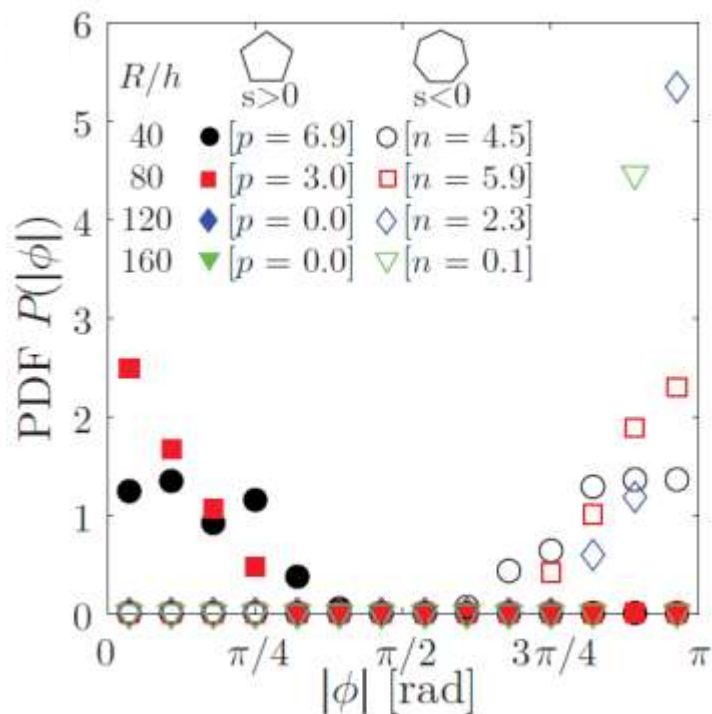 6
R/h
s>0 s<0
40 [p = 6.9] [n = 4.5]
80 [p = 3.0] [n = 5.9]
120 [p = 0.0] [n = 2.3]
160 [p = 0.0] [n = 0.1]
5
4
3
2
1
0
PDF P(|ϕ|)
0 π/4 π/2 3π/4 π
|ϕ| [rad]